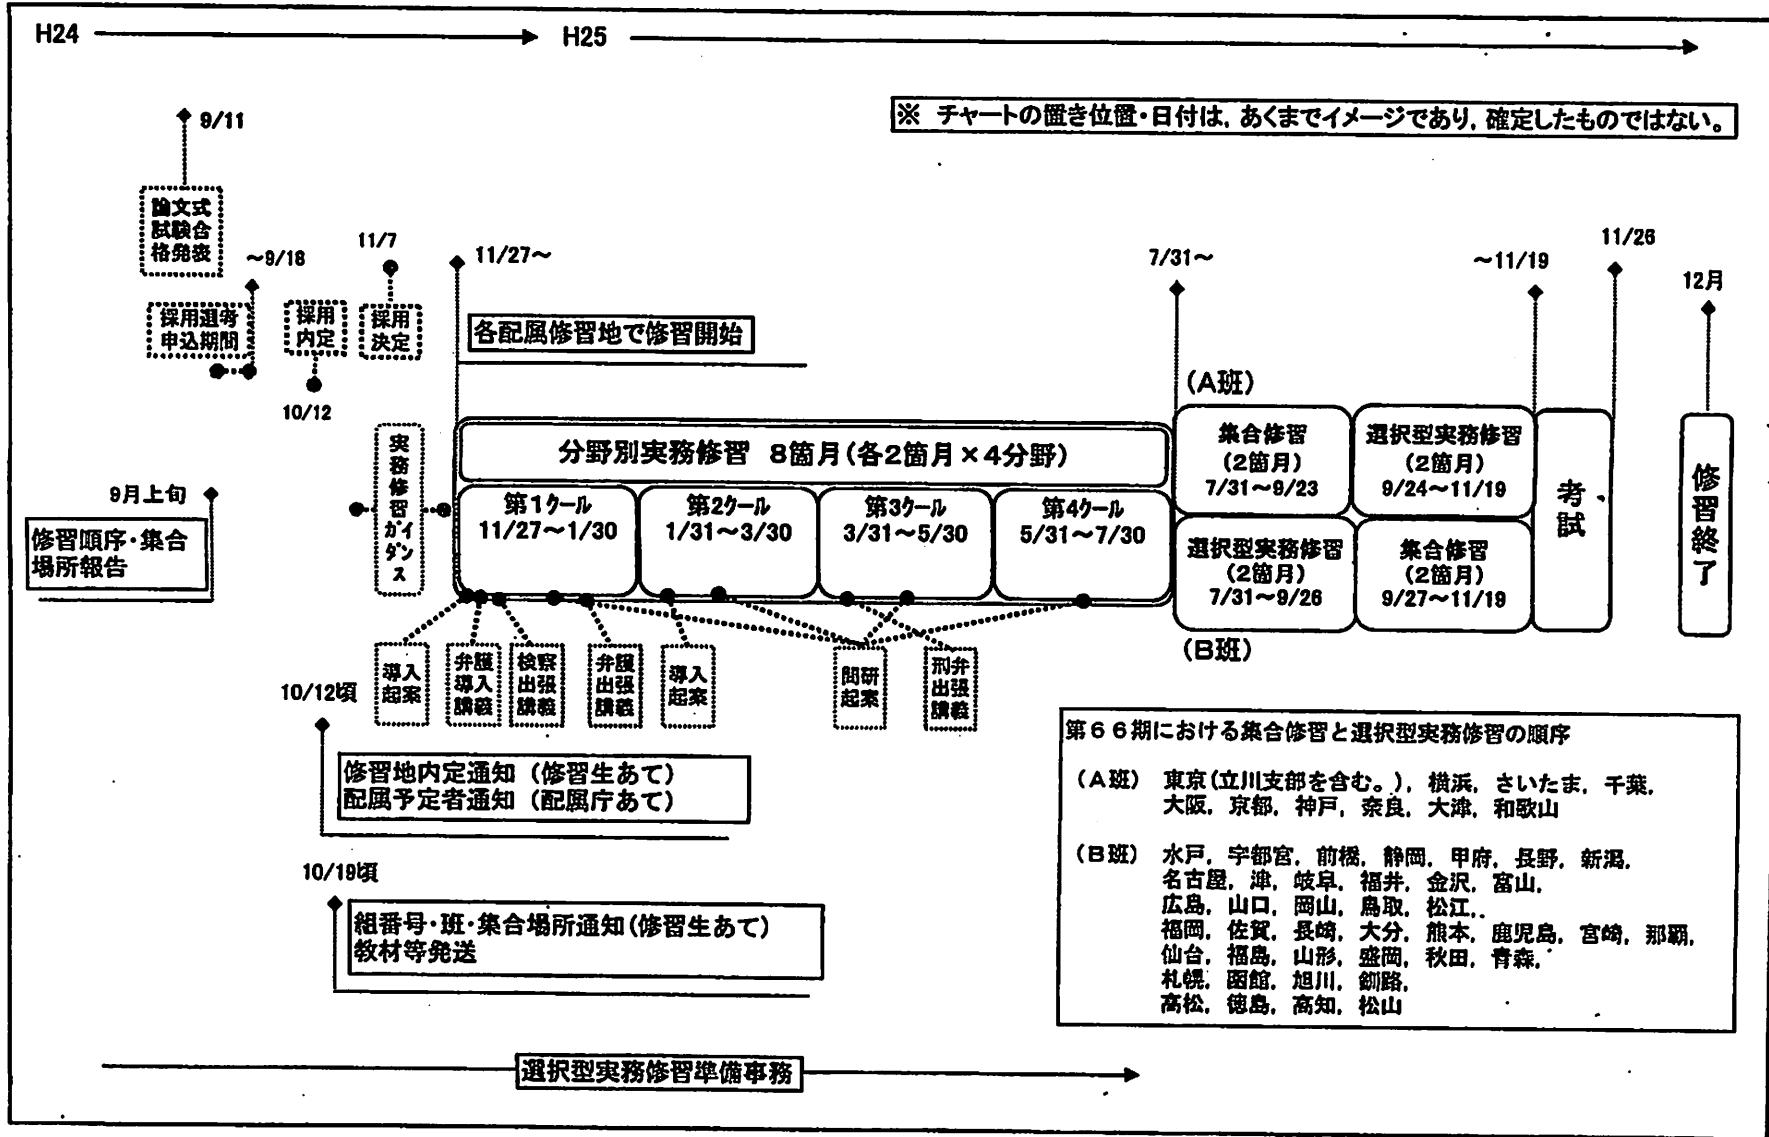 H24
H25
※ チャートの置き位置・日付は, あくまでイメージであり, 確定したものではない。
9/11
論文式
試験合
格発表
～9/18
採用選考
申込期間
採用
内定
10/12
11/7
採用
決定
11/27～
各配属修習地で修習開始
7/31～
～11/19
11/26
12月
9月上旬
修習順序・集合
場所報告
実務修習ガイダンス
分野別実務修習 8箇月(各2箇月×4分野)
第1クール
11/27～1/30
第2クール
1/31～3/30
第3クール
3/31～5/30
第4クール
5/31～7/30
(A班)
集合修習
(2箇月)
7/31～9/23
選択型実務修習
(2箇月)
9/24～11/19
選択型実務修習
(2箇月)
7/31～9/26
集合修習
(2箇月)
9/27～11/19
(B班)
考試
修習終了
導入
起案
弁護
導入
講義
検察
出張
講義
弁護
出張
講義
導入
起案
問研
起案
刑弁
出張
講義
10/12頃
修習地内定通知 (修習生あて)
配属予定者通知 (配属庁あて)
10/19頃
組番号・班・集合場所通知(修習生あて)
教材等発送
第66期における集合修習と選択型実務修習の順序
(A班) 東京(立川支部を含む。), 横浜, さいたま, 千葉,
大阪, 京都, 神戸, 奈良, 大津, 和歌山
(B班) 水戸, 宇都宮, 前橋, 静岡, 甲府, 長野, 新潟,
名古屋, 津, 岐阜, 福井, 金沢, 富山,
広島, 山口, 岡山, 鳥取, 松江,
福岡, 佐賀, 長崎, 大分, 熊本, 鹿児島, 宮崎, 那覇,
仙台, 福島, 山形, 盛岡, 秋田, 青森,
札幌, 函館, 旭川, 釧路,
高松, 徳島, 高知, 松山
選択型実務修習準備事務